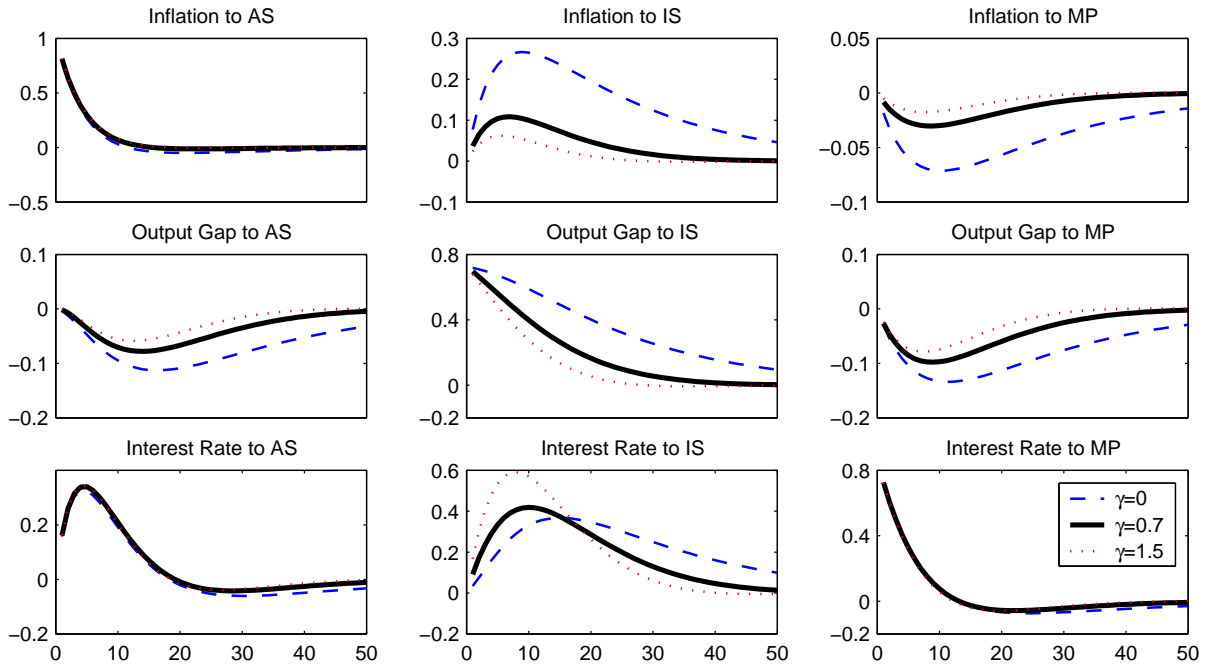 Inflation to AS
1
0.5
0
−0.5
Inflation to IS
0.3
0.2
0.1
0
−0.1
Inflation to MP
0.05
0
−0.05
−0.1
Output Gap to AS
0.1
0
−0.1
−0.2
Output Gap to IS
0.8
0.4
0
−0.2
Output Gap to MP
0.1
0
−0.1
−0.2
Interest Rate to AS
0.2
0
−0.2
0 10 20 30 40 50
Interest Rate to IS
0.6
0.4
0.2
0
−0.2
0 10 20 30 40 50
Interest Rate to MP
0.8
0.4
0
−0.2
0 10 20 30 40 50
γ=0
γ=0.7
γ=1.5